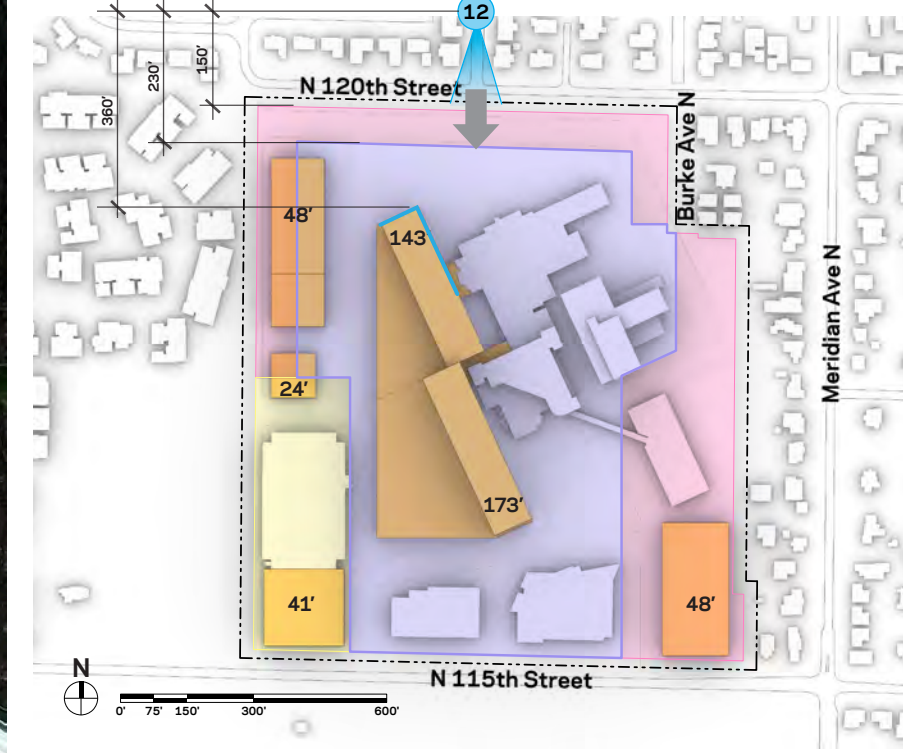 12
150'
230'
360'
N 120th Street
Burke Ave N
48'
143
Meridian Ave N
24'
173'
41'
48'
N
N 115th Street
0' 75' 150' 300' 600'